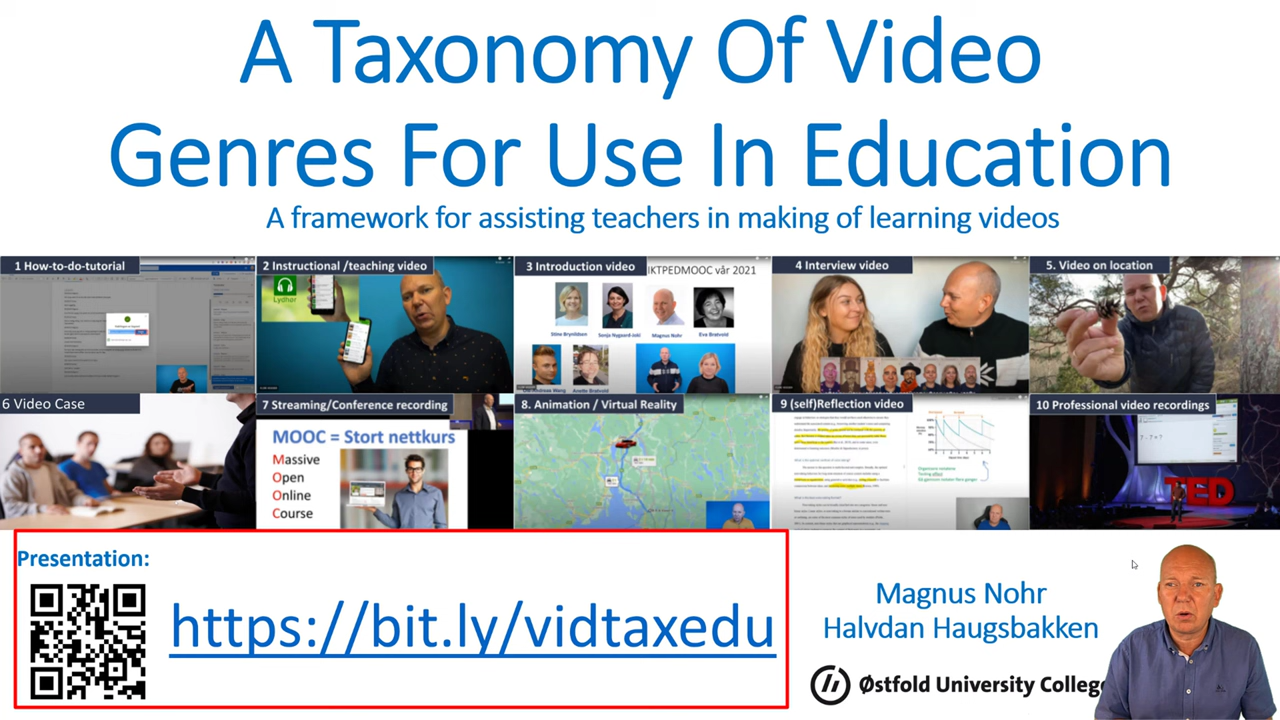 A Taxonomy Of Video
Genres For Use In Education
A framework for assisting teachers in making of learning videos
1 How-to-do-tutorial
2 Instructional /teaching video
3 Introduction video
IKTPEDMOOC vår 2021
4 Interview video
5. Video on location
Lydhør
Stine Brynildsen
Sonja Nygaard-Joki
Magnus Nohr
Eva Bratvold
6 Video Case
7 Streaming/Conference recording
8. Animation / Virtual Reality
9 (self)Reflection video
10 Professional video recordings
MOOC = Stort nettkurs
Massive
Open
Online
Course
TED
Presentation:
https://bit.ly/vidtaxedu
Magnus Nohr
Halvdan Haugsbakken
Østfold University College